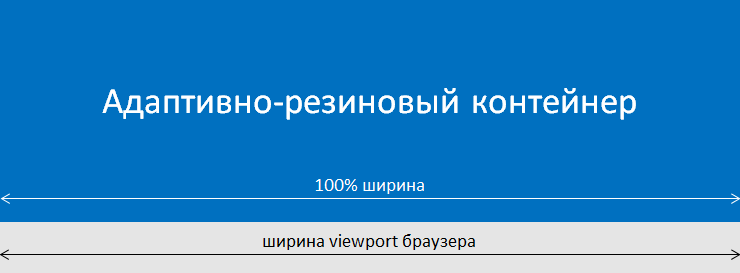 Адаптивно-резиновый контейнер
100% ширина
ширина viewport браузера